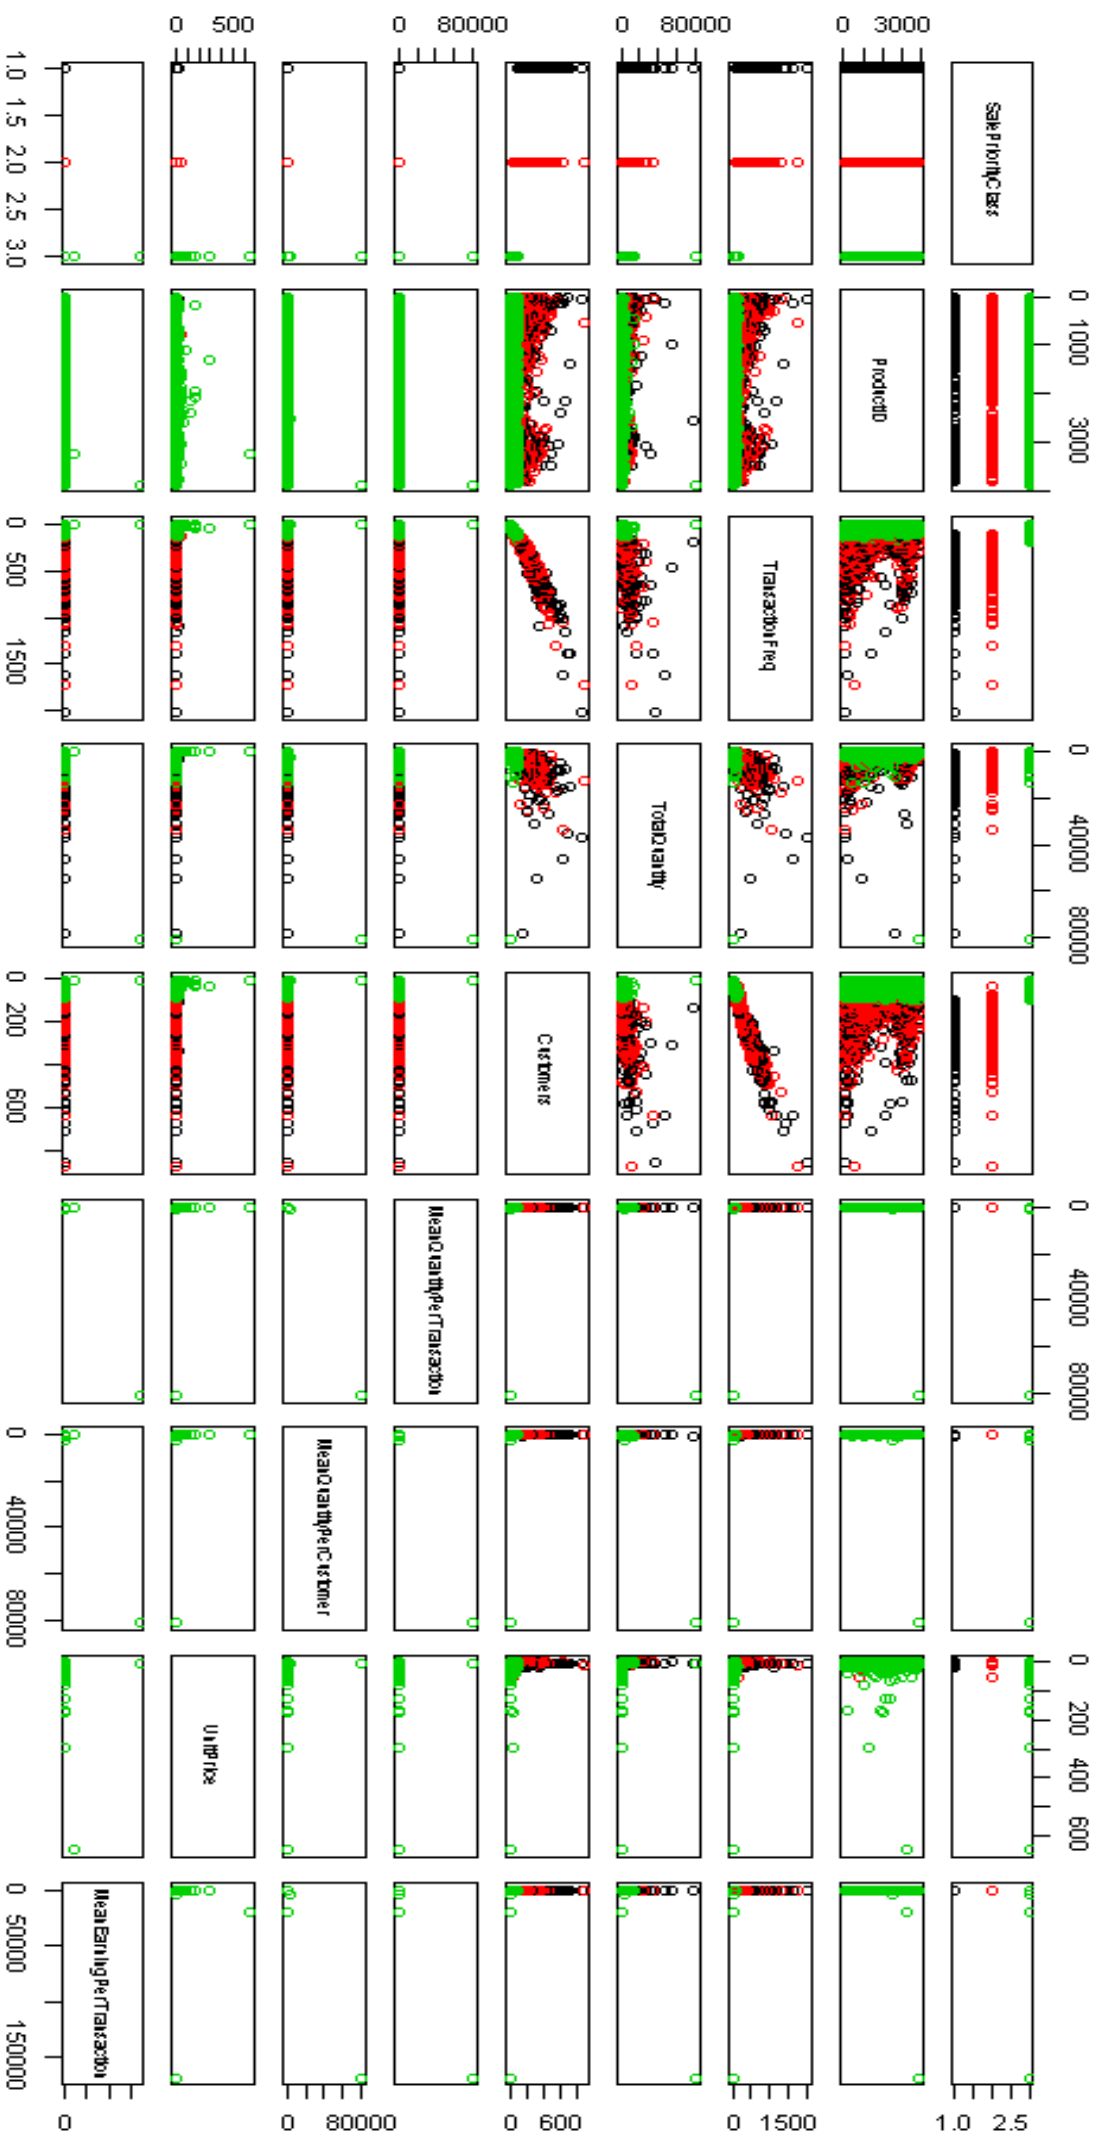 0 1000 3000 0 40000 80000 0 40000 80000 0 200 400 600
SalePriorityClass
1.0 2.5
0 3000
ProductID
TransactionFreq
0 1500
0 80000
TotalQuantity
Customers
0 600
0 80000
MeanQuantityPerTransaction
MeanQuantityPerCustomer
0 80000
0 500
UnitPrice
MeanEarningPerTransaction
0
1.0 1.5 2.0 2.5 3.0 0 500 1500 0 200 600 0 40000 80000 0 50000 150000